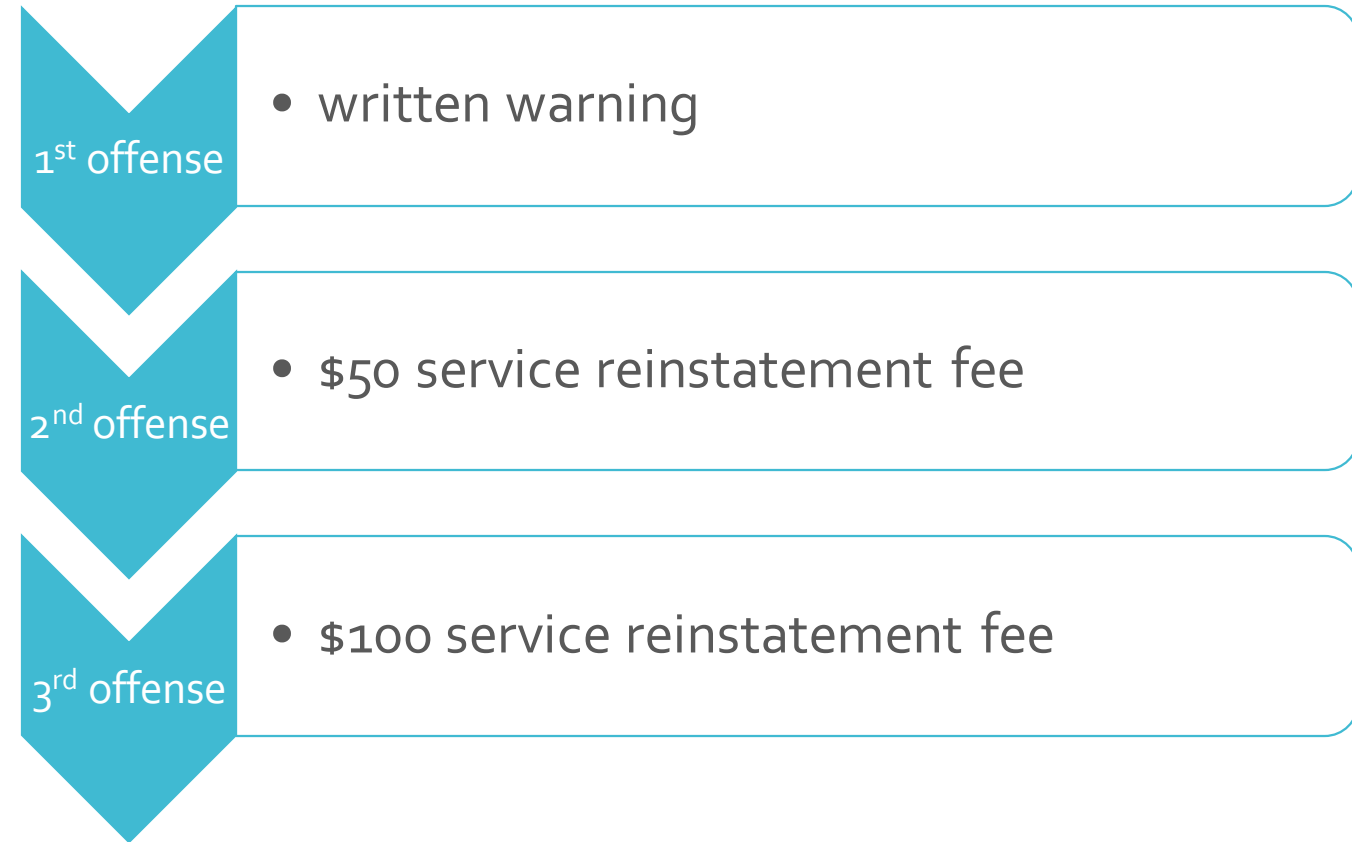 1st offense
• written warning
2nd offense
• $50 service reinstatement fee
3rd offense
• $100 service reinstatement fee